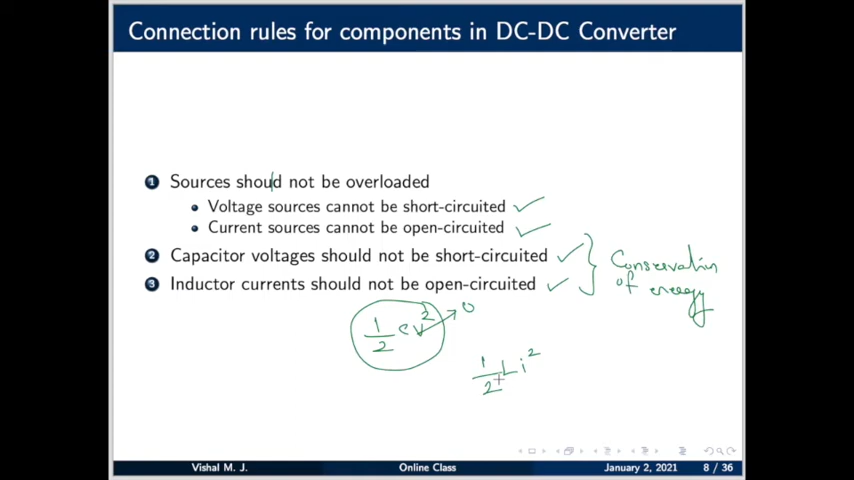 Connection rules for components in DC-DC Converter
1 Sources should not be overloaded
Voltage sources cannot be short-circuited
Current sources cannot be open-circuited
2 Capacitor voltages should not be short-circuited
3 Inductor currents should not be open-circuited
Conservation
of energy
1/2 cv² → 0
1/2 L i²
Vishal M. J. Online Class January 2, 2021 8 / 36